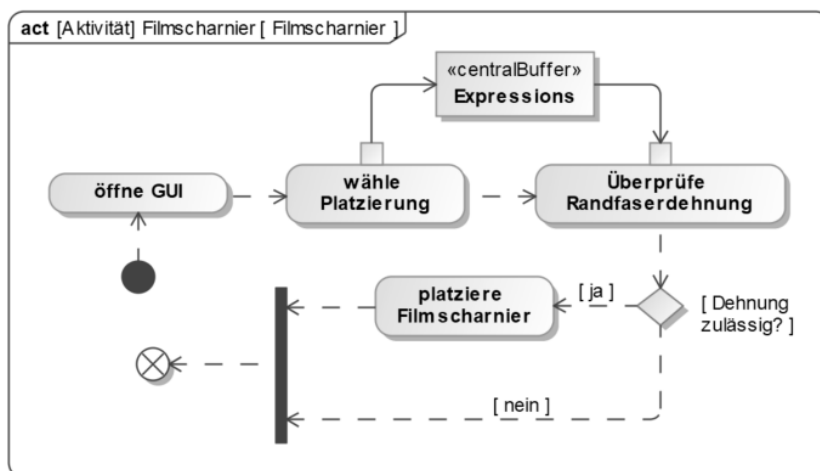 act [Aktivität] Filmscharnier [ Filmscharnier ]
«centralBuffer»
Expressions
öffne GUI
wähle
Platzierung
Überprüfe
Randfaserdehnung
platziere
Filmscharnier
[ ja ]
[ Dehnung
zulässig? ]
[ nein ]